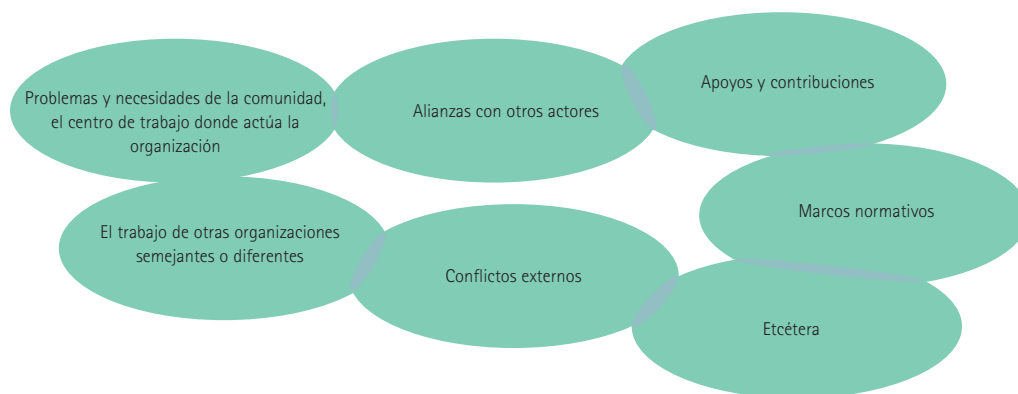 Problemas y necesidades de la comunidad,
el centro de trabajo donde actúa la
organización
Alianzas con otros actores
Apoyos y contribuciones
Marcos normativos
El trabajo de otras organizaciones
semejantes o diferentes
Conflictos externos
Etcétera